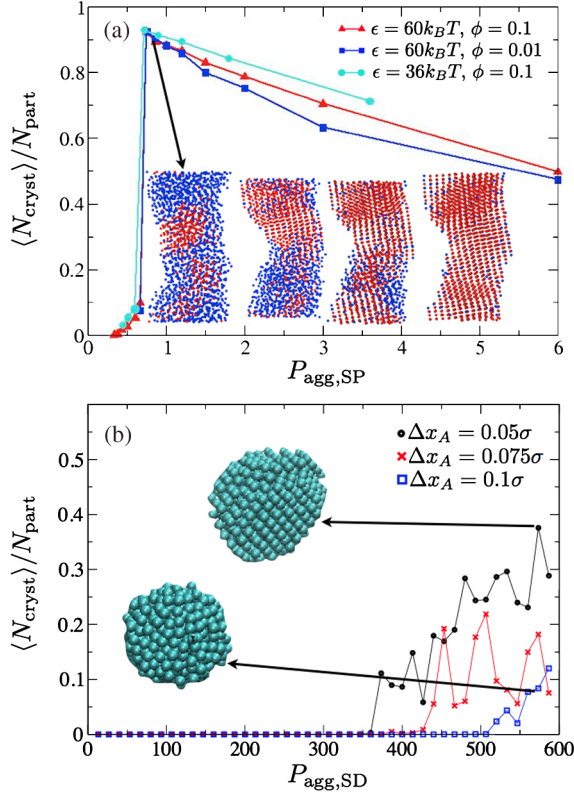 (a)
ϵ = 60k_BT, ϕ = 0.1
ϵ = 60k_BT, ϕ = 0.01
ϵ = 36k_BT, ϕ = 0.1
⟨N_cryst⟩/N_part
1
0.8
0.6
0.4
0.2
0
0 1 2 3 4 5 6
P_agg,SP
(b)
Δx_A = 0.05σ
Δx_A = 0.075σ
Δx_A = 0.1σ
⟨N_cryst⟩/N_part
0.5
0.4
0.3
0.2
0.1
0
0 100 200 300 400 500 600
P_agg,SD